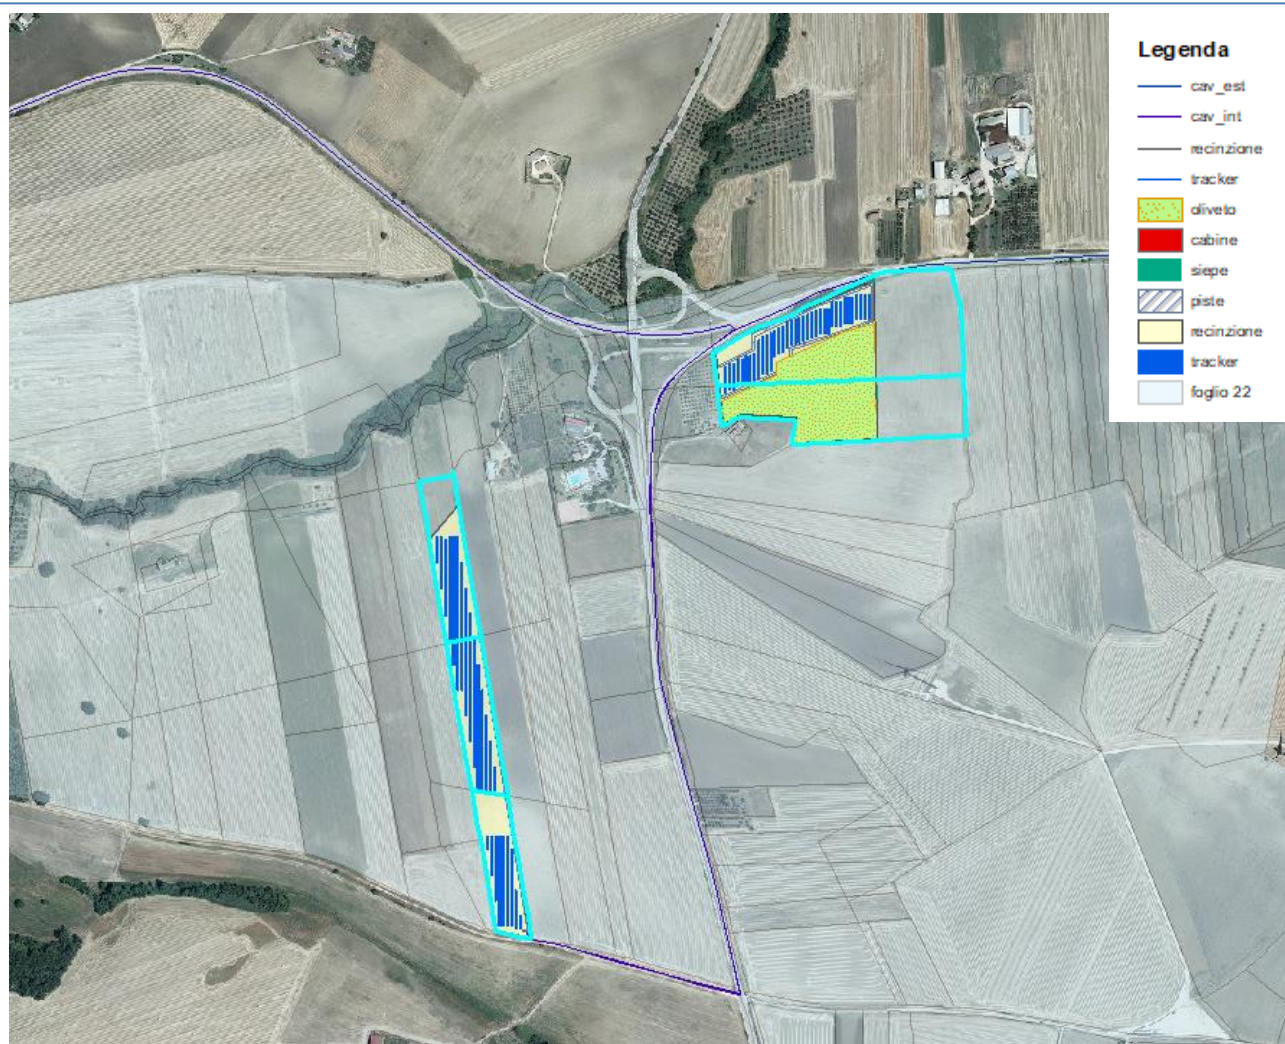 Legenda
cav_est
cav_int
recinzione
tracker
oliveto
cabine
siepe
piste
recinzione
tracker
foglio 22